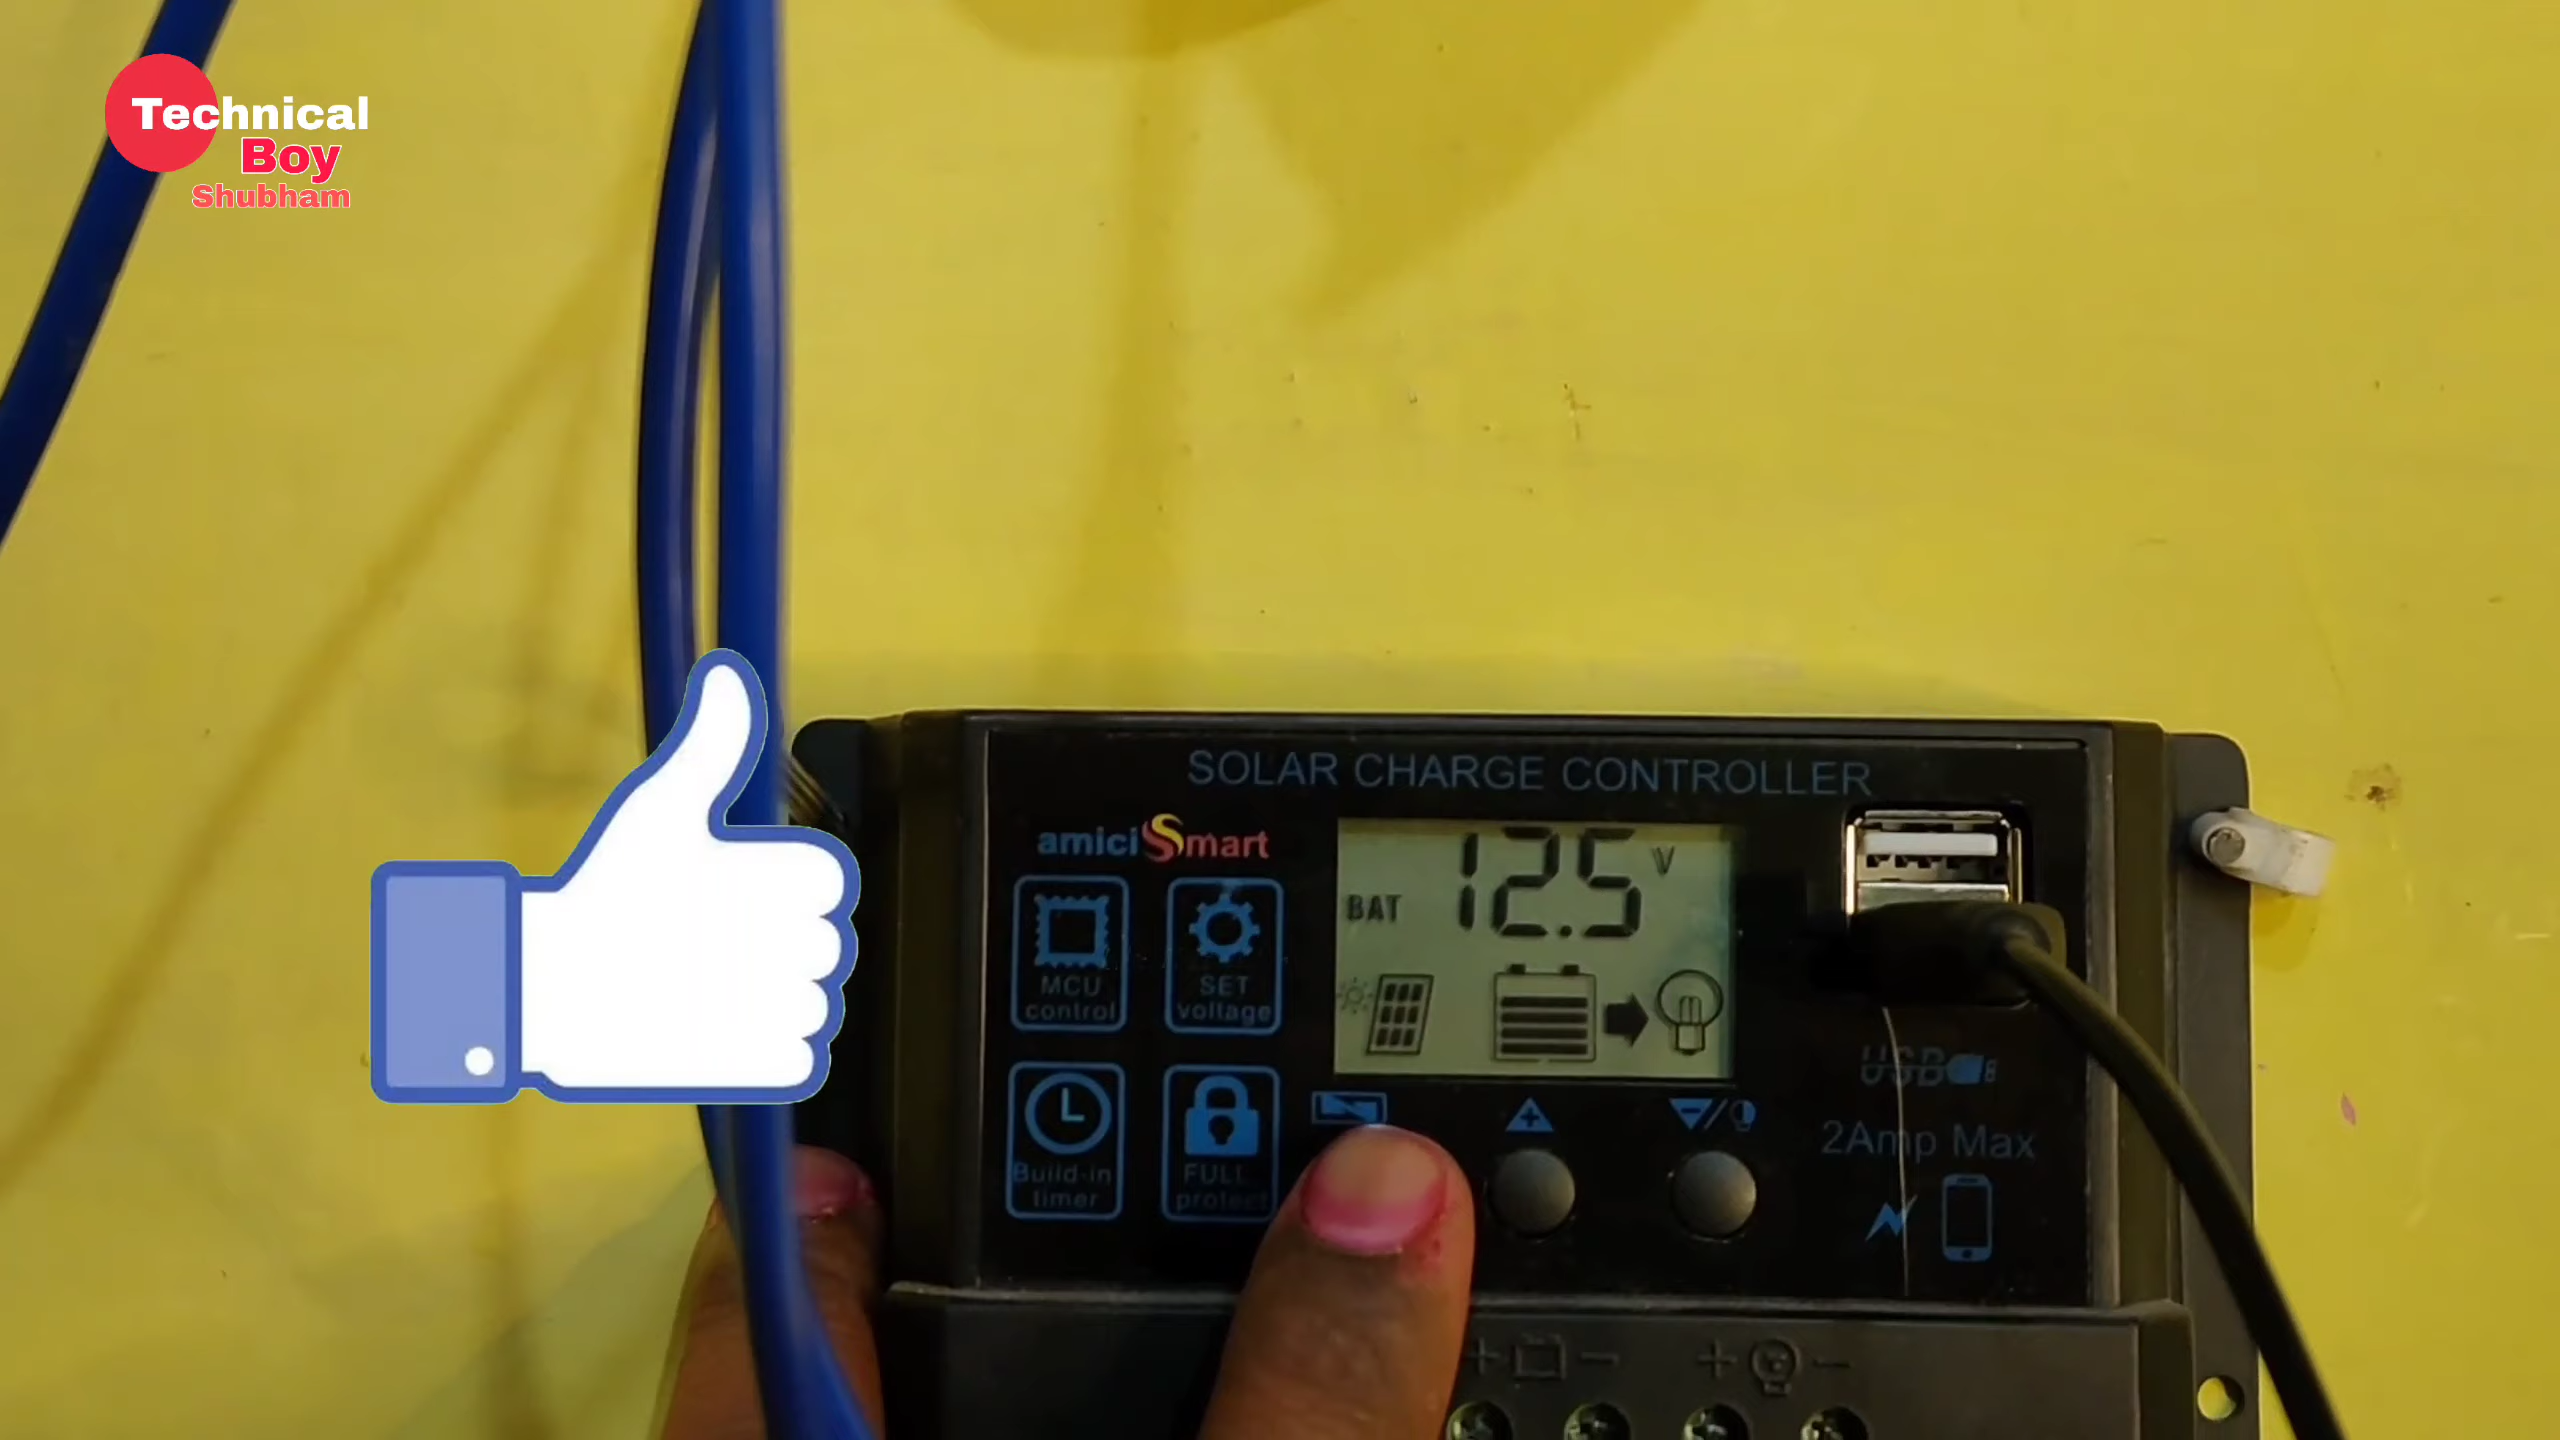 Technical
Boy
Shubham
SOLAR CHARGE CONTROLLER
amiciSmart
12.5 V
BAT
MCU
control
SET
voltage
Build-in
timer
FULL
protect
USB
2Amp Max
+ −
+ −